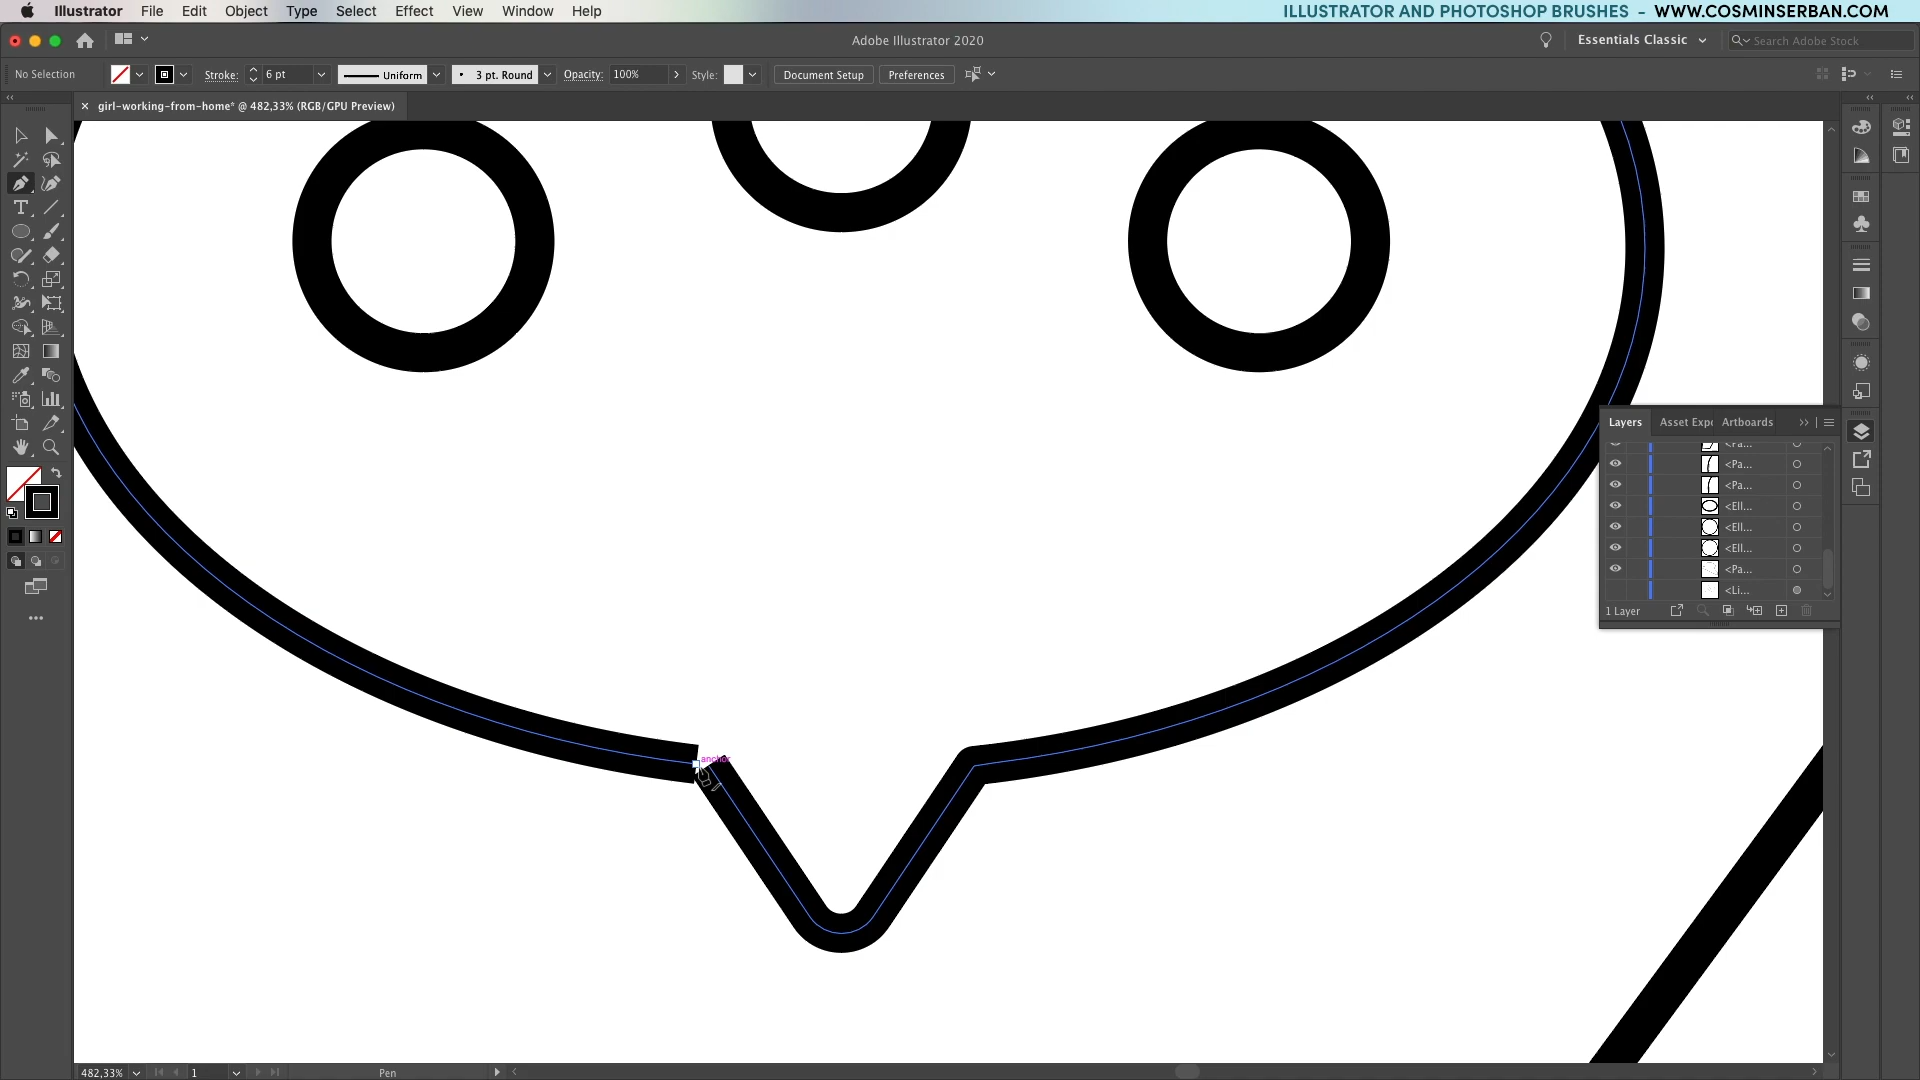 Illustrator File Edit Object Type Select Effect View Window Help
ILLUSTRATOR AND PHOTOSHOP BRUSHES - WWW.COSMINSERBAN.COM
Adobe Illustrator 2020
Essentials Classic
Search Adobe Stock
No Selection
Stroke: 6 pt
Uniform
3 pt. Round
Opacity: 100%
Style:
Document Setup
Preferences
× girl-working-from-home* @ 482,33% (RGB/GPU Preview)
anchor
Layers Asset Expo Artboards
<Pa...
<Pa...
<Pa...
<Ell...
<Ell...
<Ell...
<Pa...
<Li...
1 Layer
482,33%
1
Pen